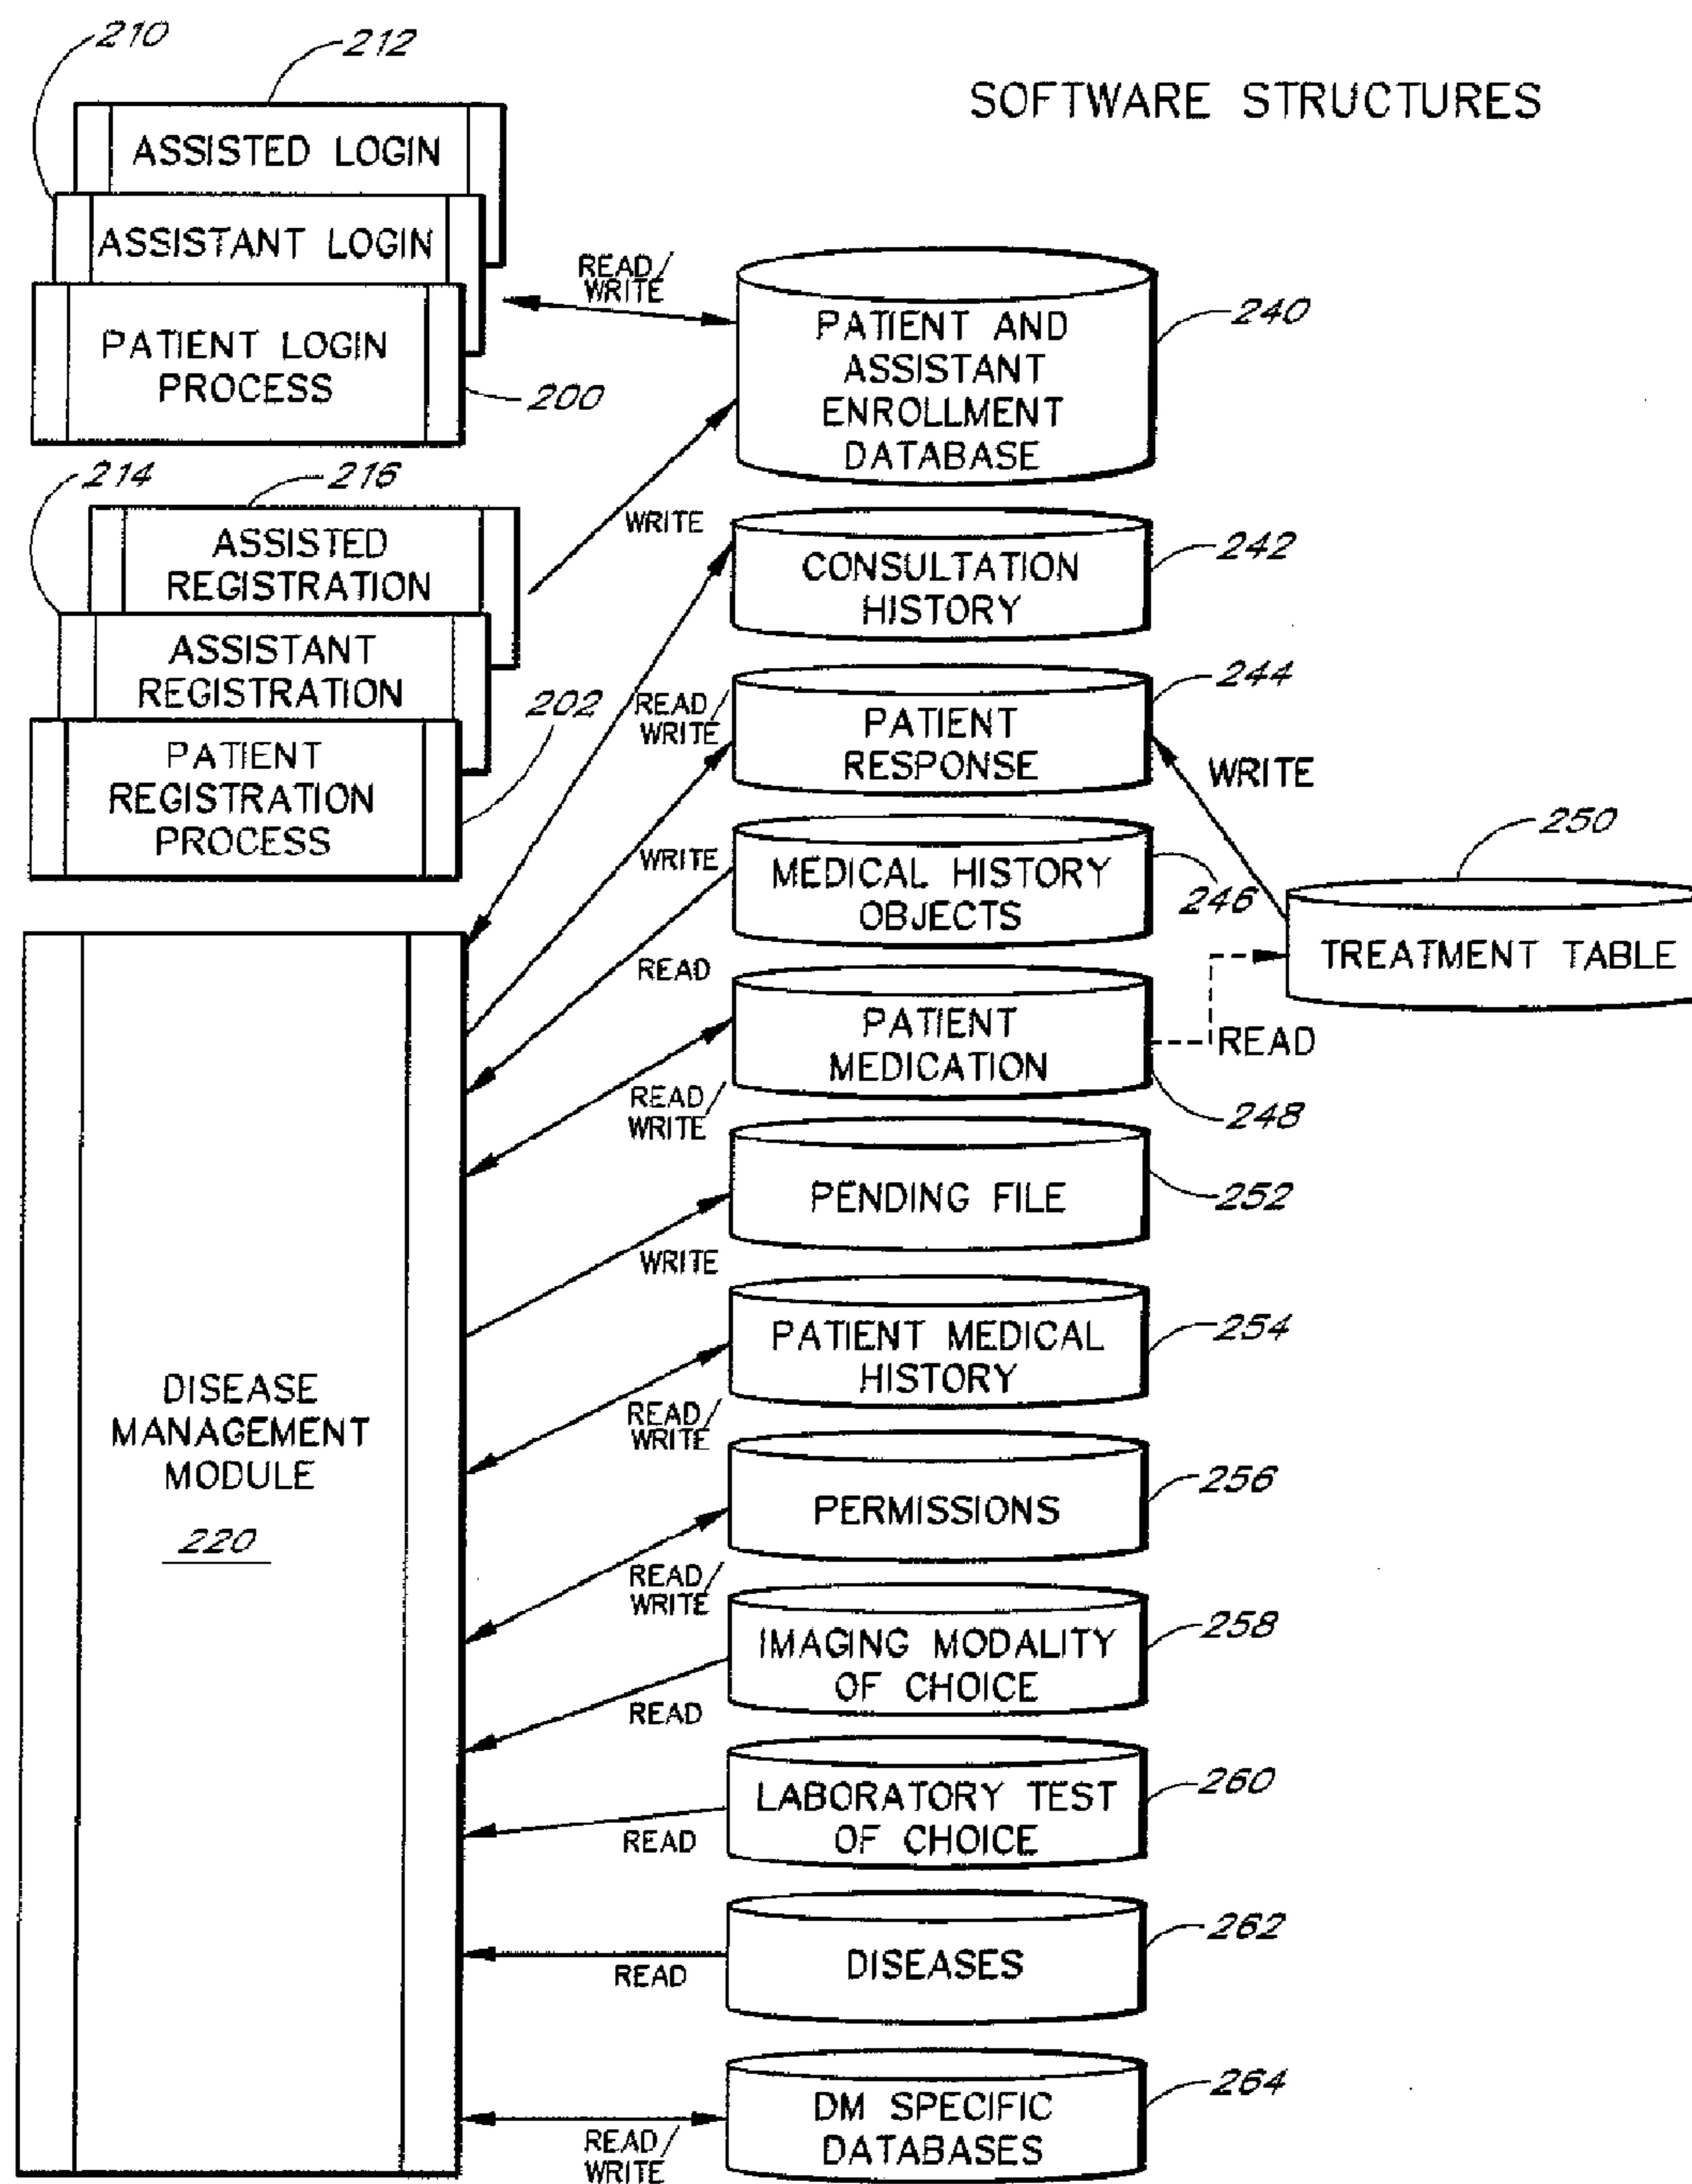 SOFTWARE STRUCTURES
210
212
ASSISTED LOGIN
ASSISTANT LOGIN
PATIENT LOGIN
PROCESS
200
READ/
WRITE
PATIENT AND
ASSISTANT
ENROLLMENT
DATABASE
240
214
216
ASSISTED
REGISTRATION
ASSISTANT
REGISTRATION
PATIENT
REGISTRATION
PROCESS
202
WRITE
CONSULTATION
HISTORY
242
READ/
WRITE
PATIENT
RESPONSE
244
WRITE
WRITE
MEDICAL HISTORY
OBJECTS
246
READ
250
TREATMENT TABLE
PATIENT
MEDICATION
248
READ
READ/
WRITE
PENDING FILE
252
WRITE
PATIENT MEDICAL
HISTORY
254
READ/
WRITE
DISEASE
MANAGEMENT
MODULE
220
PERMISSIONS
256
READ/
WRITE
IMAGING MODALITY
OF CHOICE
258
READ
LABORATORY TEST
OF CHOICE
260
READ
DISEASES
262
READ
DM SPECIFIC
DATABASES
264
READ/
WRITE